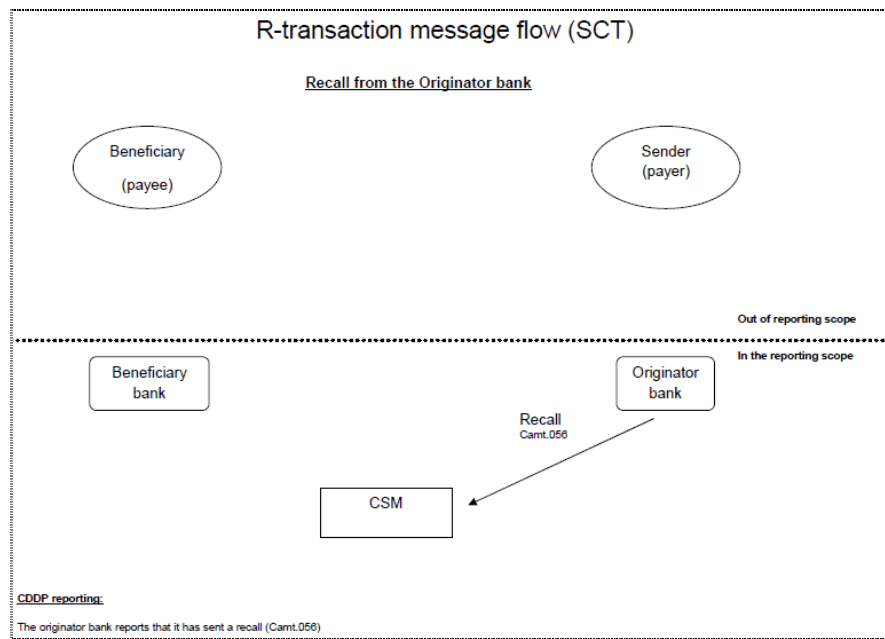 R-transaction message flow (SCT)
Recall from the Originator bank
Beneficiary
(payee)
Sender
(payer)
Out of reporting scope
In the reporting scope
Beneficiary
bank
Originator
bank
Recall
Camt.056
CSM
CDDP reporting:
The originator bank reports that it has sent a recall (Camt.056)